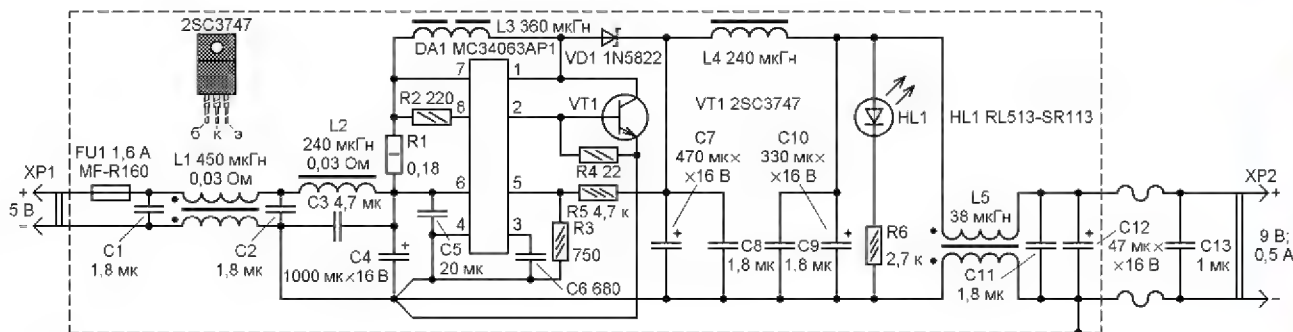 2SC3747
б к э
L3 360 мкГн
DA1 MC34063AP1
VD1 1N5822
L4 240 мкГн
7
1
R2 220
8
2
VT1
VT1 2SC3747
HL1
HL1 RL513-SR113
L2
240 мкГн
0,03 Ом
R1
0,18
C7
470 мк×
×16 В
C10
330 мк×
×16 В
FU1 1,6 А
MF-R160
L1 450 мкГн
0,03 Ом
R4 22
XP1
+
5 В
−
6
5
R5 4,7 к
XP2
+
9 В;
0,5 А
−
L5
38 мкГн
C3 4,7 мк
4
3
R3
750
R6
2,7 к
C1
1,8 мк
C2
1,8 мк
C4
+
1000 мк×16 В
C5
20 мк
C6 680
+
C8
1,8 мк
C9
1,8 мк
+
C11
1,8 мк
+
C12
47 мк×
×16 В
C13
1 мк